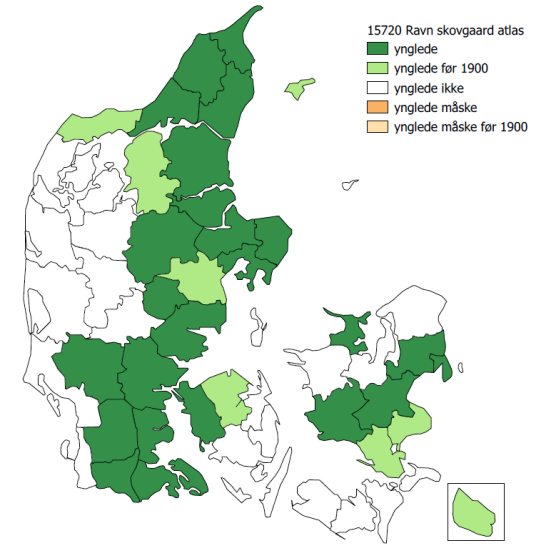 15720 Ravn skovgaard atlas
ynglede
ynglede før 1900
ynglede ikke
ynglede måske
ynglede måske før 1900